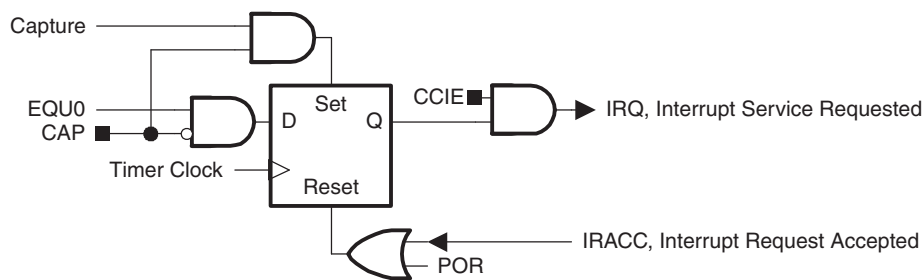 Capture
EQU0
CAP
Timer Clock
Set
D
Q
Reset
CCIE
IRQ, Interrupt Service Requested
IRACC, Interrupt Request Accepted
POR